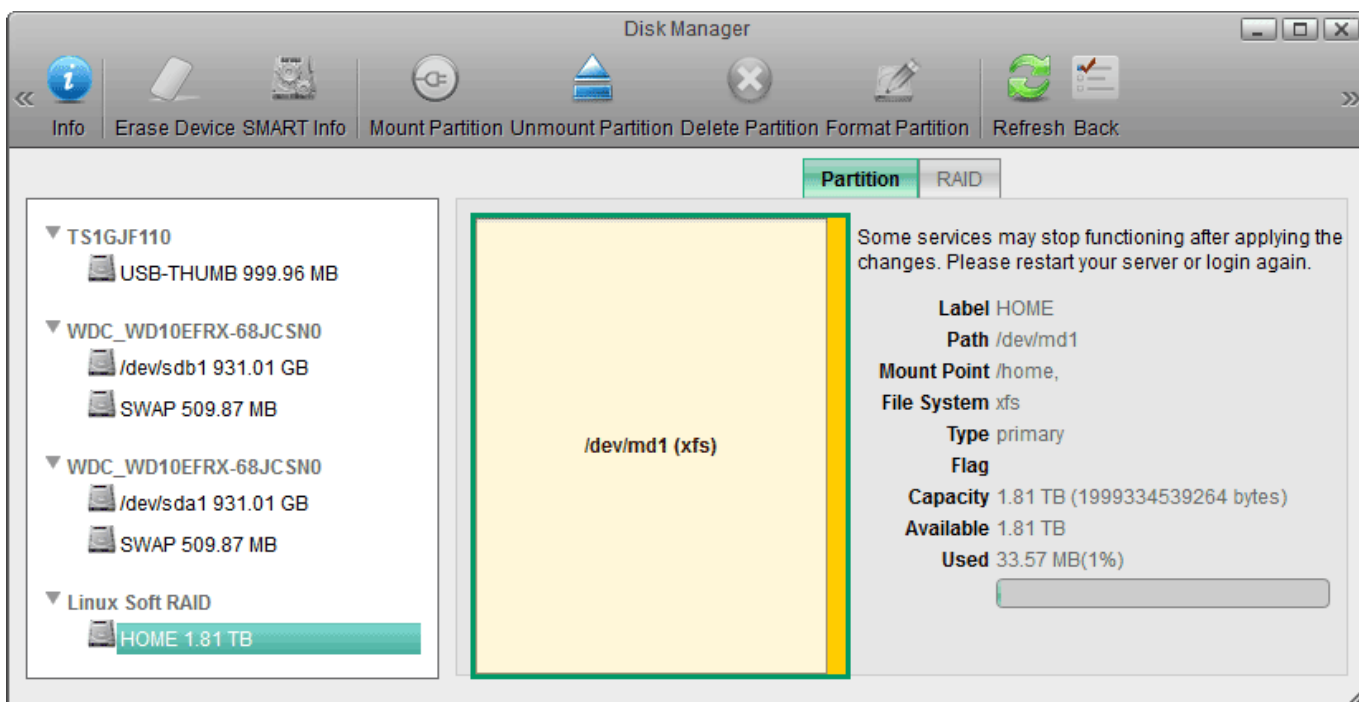 Disk Manager
Info Erase Device SMART Info Mount Partition Unmount Partition Delete Partition Format Partition Refresh Back
Partition RAID
TS1GJF110
USB-THUMB 999.96 MB
WDC_WD10EFRX-68JCSN0
/dev/sdb1 931.01 GB
SWAP 509.87 MB
WDC_WD10EFRX-68JCSN0
/dev/sda1 931.01 GB
SWAP 509.87 MB
Linux Soft RAID
HOME 1.81 TB
/dev/md1 (xfs)
Some services may stop functioning after applying the
changes. Please restart your server or login again.
Label HOME
Path /dev/md1
Mount Point /home,
File System xfs
Type primary
Flag
Capacity 1.81 TB (1999334539264 bytes)
Available 1.81 TB
Used 33.57 MB(1%)